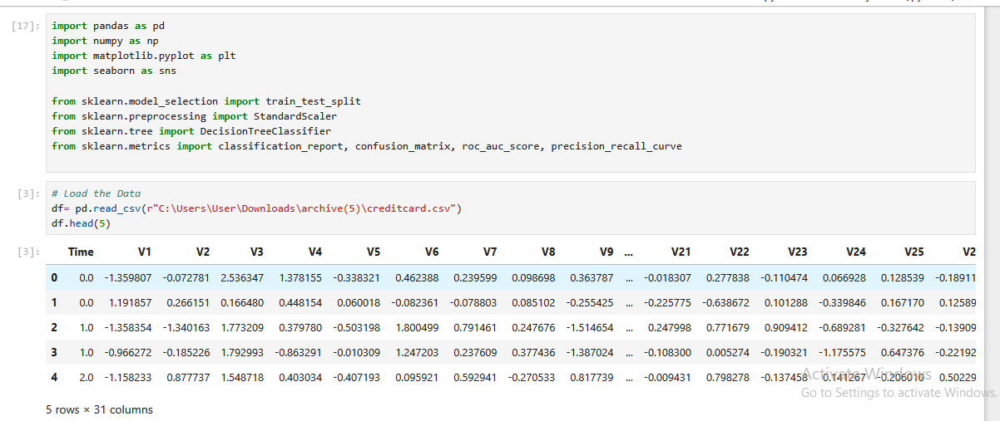 [17]: import pandas as pd
import numpy as np
import matplotlib.pyplot as plt
import seaborn as sns
from sklearn.model_selection import train_test_split
from sklearn.preprocessing import StandardScaler
from sklearn.tree import DecisionTreeClassifier
from sklearn.metrics import classification_report, confusion_matrix, roc_auc_score, precision_recall_curve
[3]: # Load the Data
df= pd.read_csv(r"C:\Users\User\Downloads\archive(5)\creditcard.csv")
df.head(5)
[3]: Time V1 V2 V3 V4 V5 V6 V7 V8 V9 ... V21 V22 V23 V24 V25 V2
0 0.0 -1.359807 -0.072781 2.536347 1.378155 -0.338321 0.462388 0.239599 0.098698 0.363787 ... -0.018307 0.277838 -0.110474 0.066928 0.128539 -0.18911
1 0.0 1.191857 0.266151 0.166480 0.448154 0.060018 -0.082361 -0.078803 0.085102 -0.255425 ... -0.225775 -0.638672 0.101288 -0.339846 0.167170 0.12589
2 1.0 -1.358354 -1.340163 1.773209 0.379780 -0.503198 1.800499 0.791461 0.247676 -1.514654 ... 0.247998 0.771679 0.909412 -0.689281 -0.327642 -0.13909
3 1.0 -0.966272 -0.185226 1.792993 -0.863291 -0.010309 1.247203 0.237609 0.377436 -1.387024 ... -0.108300 0.005274 -0.190321 -1.175575 0.647376 -0.22192
4 2.0 -1.158233 0.877737 1.548718 0.403034 -0.407193 0.095921 0.592941 -0.270533 0.817739 ... -0.009431 0.798278 -0.137458 0.141267 -0.206010 0.50229
Activate Windows
Go to Settings to activate Windows.
5 rows × 31 columns